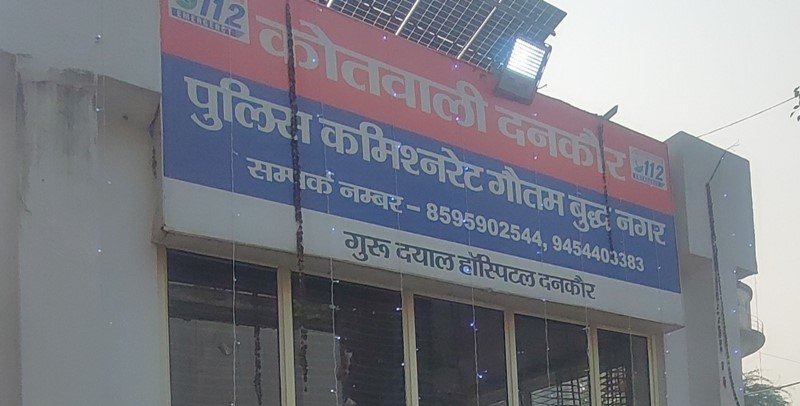 112
EMERGENCY
कोतवाली दनकौर
112
पुलिस कमिश्नरेट गौतम बुद्ध नगर
सम्पर्क नम्बर – 8595902544, 9454403383
गुरू दयाल हॉस्पिटल दनकौर